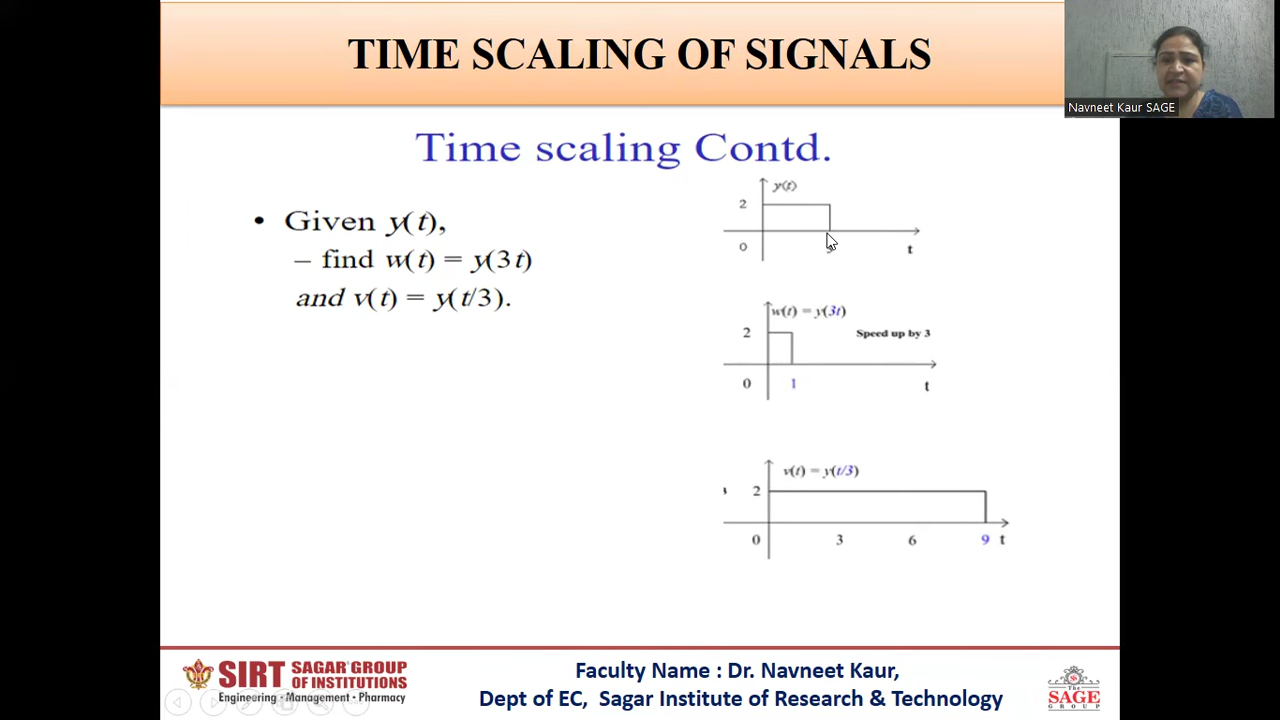 TIME SCALING OF SIGNALS
Navneet Kaur SAGE
Time scaling Contd.
• Given y(t),
– find w(t) = y(3t)
and v(t) = y(t/3).
y(t)
2
0
t
w(t) = y(3t)
2
Speed up by 3
0 1 t
v(t) = y(t/3)
2
0 3 6 9 t
SIRT SAGAR GROUP
OF INSTITUTIONS
Engineering • Management • Pharmacy
Faculty Name : Dr. Navneet Kaur,
Dept of EC, Sagar Institute of Research & Technology
The
SAGE
GROUP